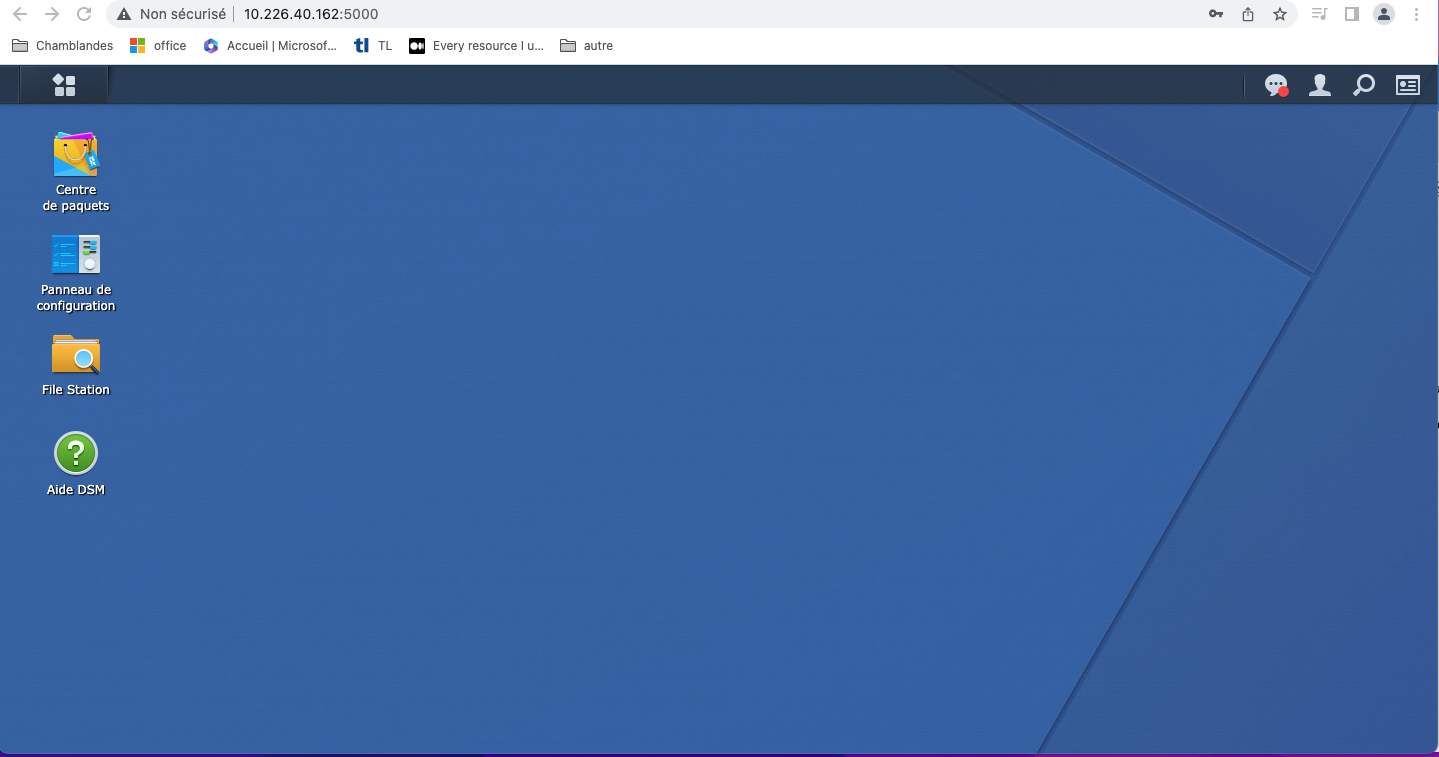 Non sécurisé 10.226.40.162:5000
Chamblandes office Accueil | Microsof... TL Every resource I u... autre
Centre
de paquets
Panneau de
configuration
File Station
Aide DSM